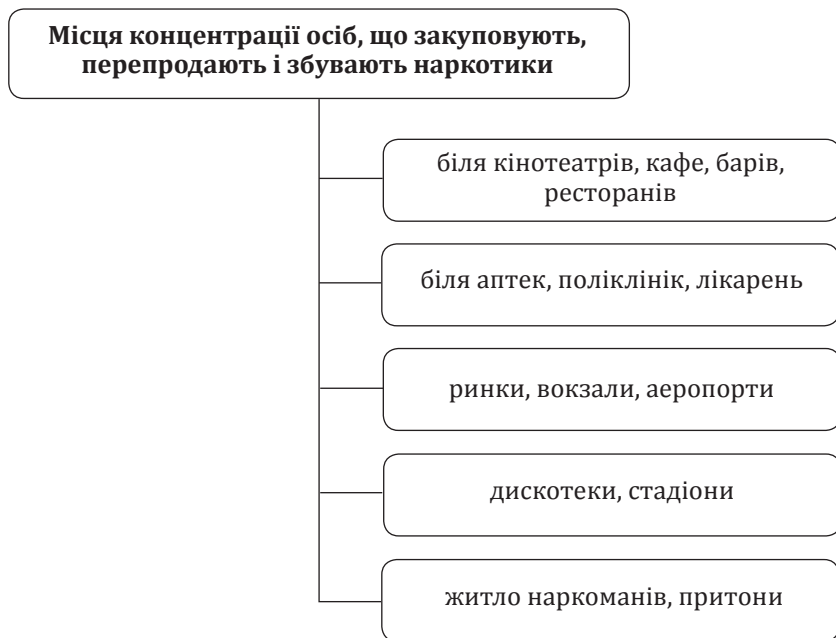 Місця концентрації осіб, що закуповують,
перепродають і збувають наркотики
біля кінотеатрів, кафе, барів,
ресторанів
біля аптек, поліклінік, лікарень
ринки, вокзали, аеропорти
дискотеки, стадіони
житло наркоманів, притони